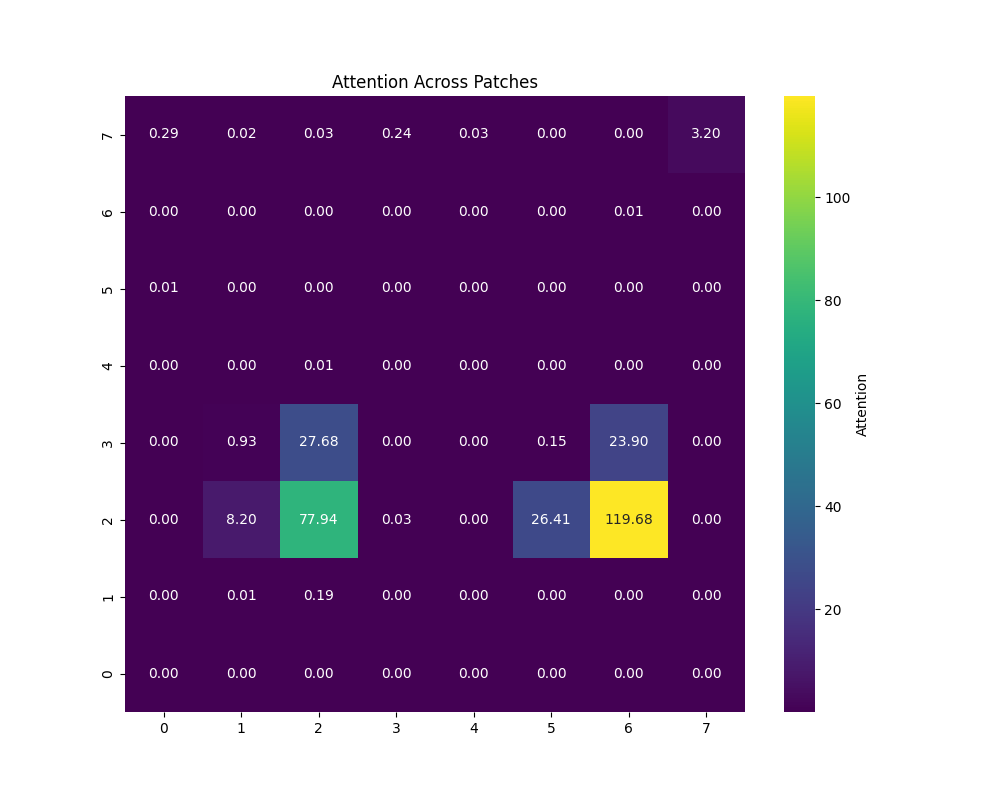 Attention Across Patches
7 0.29 0.02 0.03 0.24 0.03 0.00 0.00 3.20
6 0.00 0.00 0.00 0.00 0.00 0.00 0.01 0.00
5 0.01 0.00 0.00 0.00 0.00 0.00 0.00 0.00
4 0.00 0.00 0.01 0.00 0.00 0.00 0.00 0.00
3 0.00 0.93 27.68 0.00 0.00 0.15 23.90 0.00
2 0.00 8.20 77.94 0.03 0.00 26.41 119.68 0.00
1 0.00 0.01 0.19 0.00 0.00 0.00 0.00 0.00
0 0.00 0.00 0.00 0.00 0.00 0.00 0.00 0.00
0 1 2 3 4 5 6 7
100
80
60
40
20
Attention